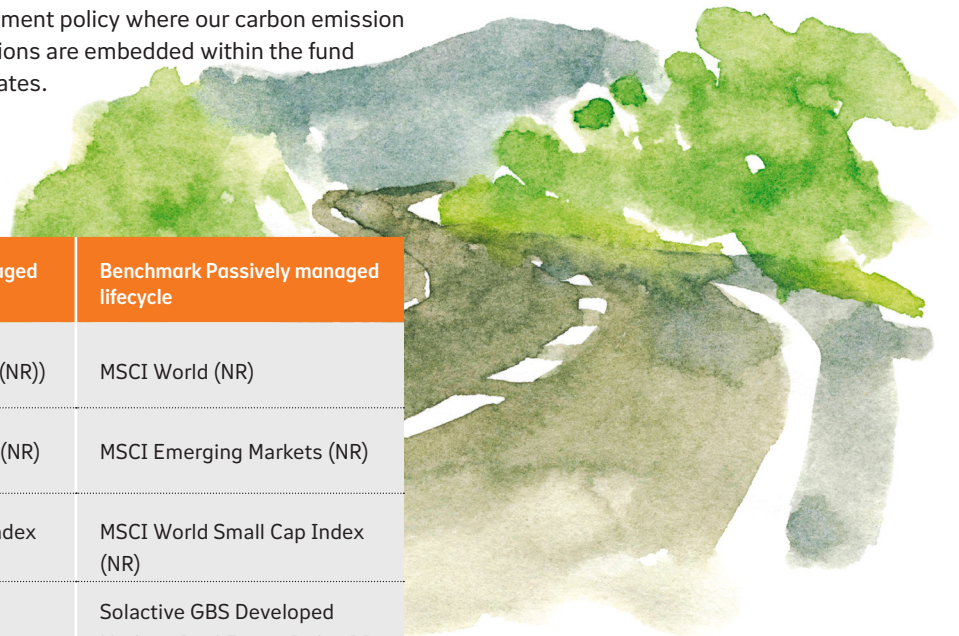 ment policy where our carbon emission
ions are embedded within the fund
ates.
aged
Benchmark Passively managed
lifecycle
(NR))
MSCI World (NR)
(NR)
MSCI Emerging Markets (NR)
ndex
MSCI World Small Cap Index
(NR)
Solactive GBS Developed